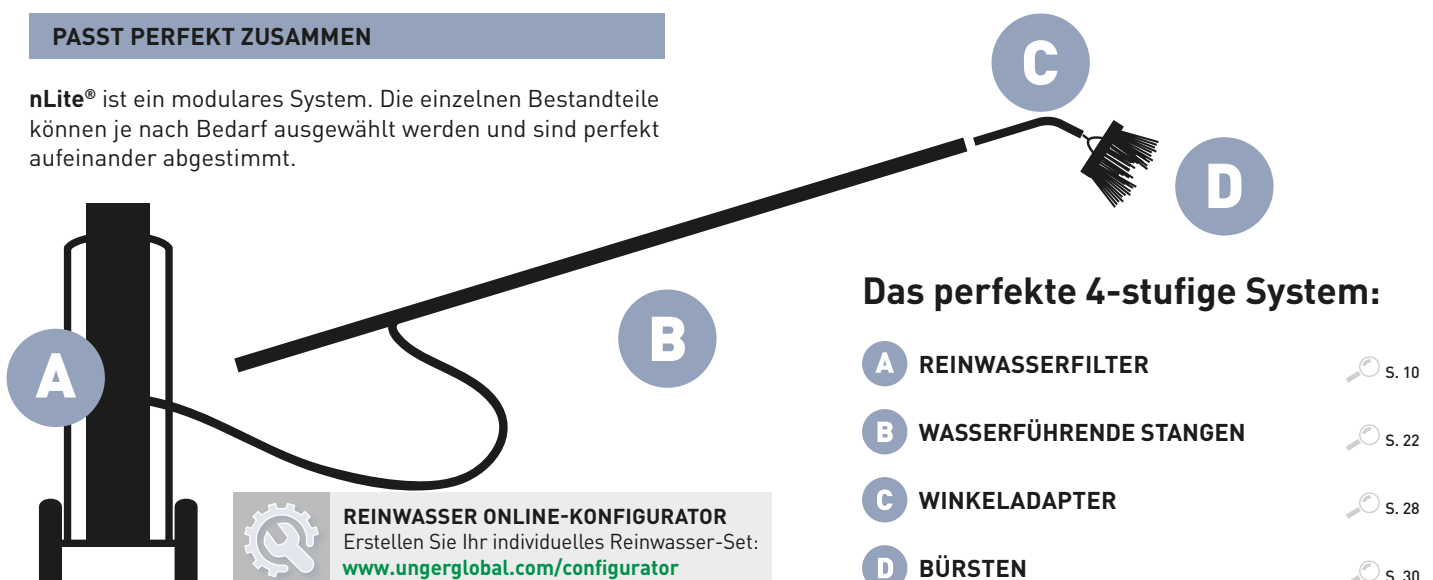 PASST PERFEKT ZUSAMMEN
nLite® ist ein modulares System. Die einzelnen Bestandteile
können je nach Bedarf ausgewählt werden und sind perfekt
aufeinander abgestimmt.
C
D
B
A
Das perfekte 4-stufige System:
A REINWASSERFILTER S. 10
B WASSERFÜHRENDE STANGEN S. 22
C WINKELADAPTER S. 28
D BÜRSTEN S. 30
REINWASSER ONLINE-KONFIGURATOR
Erstellen Sie Ihr individuelles Reinwasser-Set:
www.ungerglobal.com/configurator